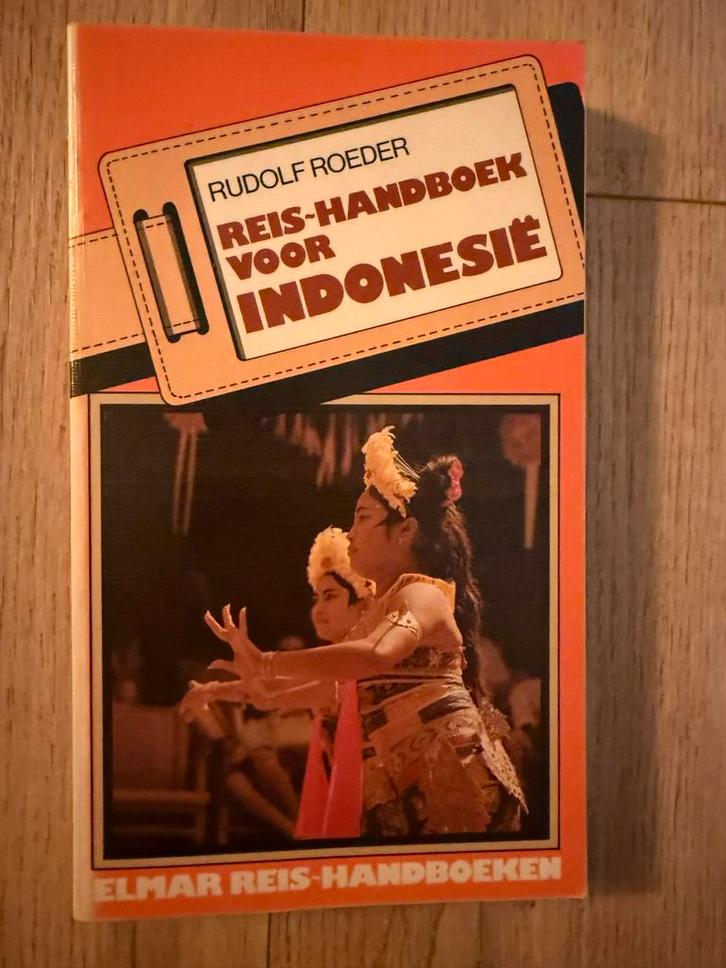 RUDOLF ROEDER
REIS-HANDBOEK
VOOR
INDONESIË
ELMAR REIS-HANDBOEKEN